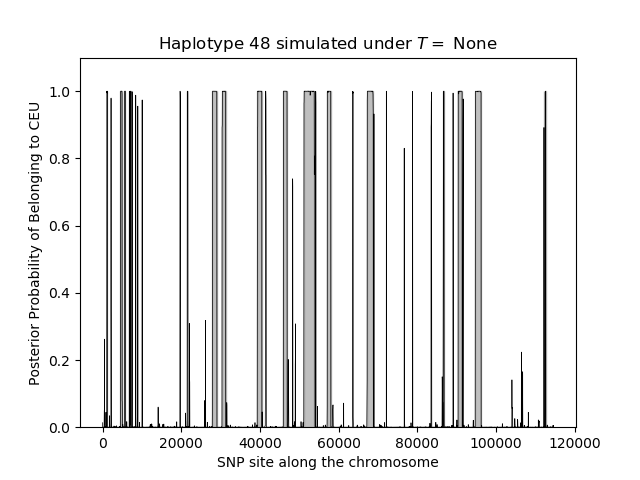 Haplotype 48 simulated under T = None
Posterior Probability of Belonging to CEU
1.0
0.8
0.6
0.4
0.2
0.0
0 20000 40000 60000 80000 100000 120000
SNP site along the chromosome